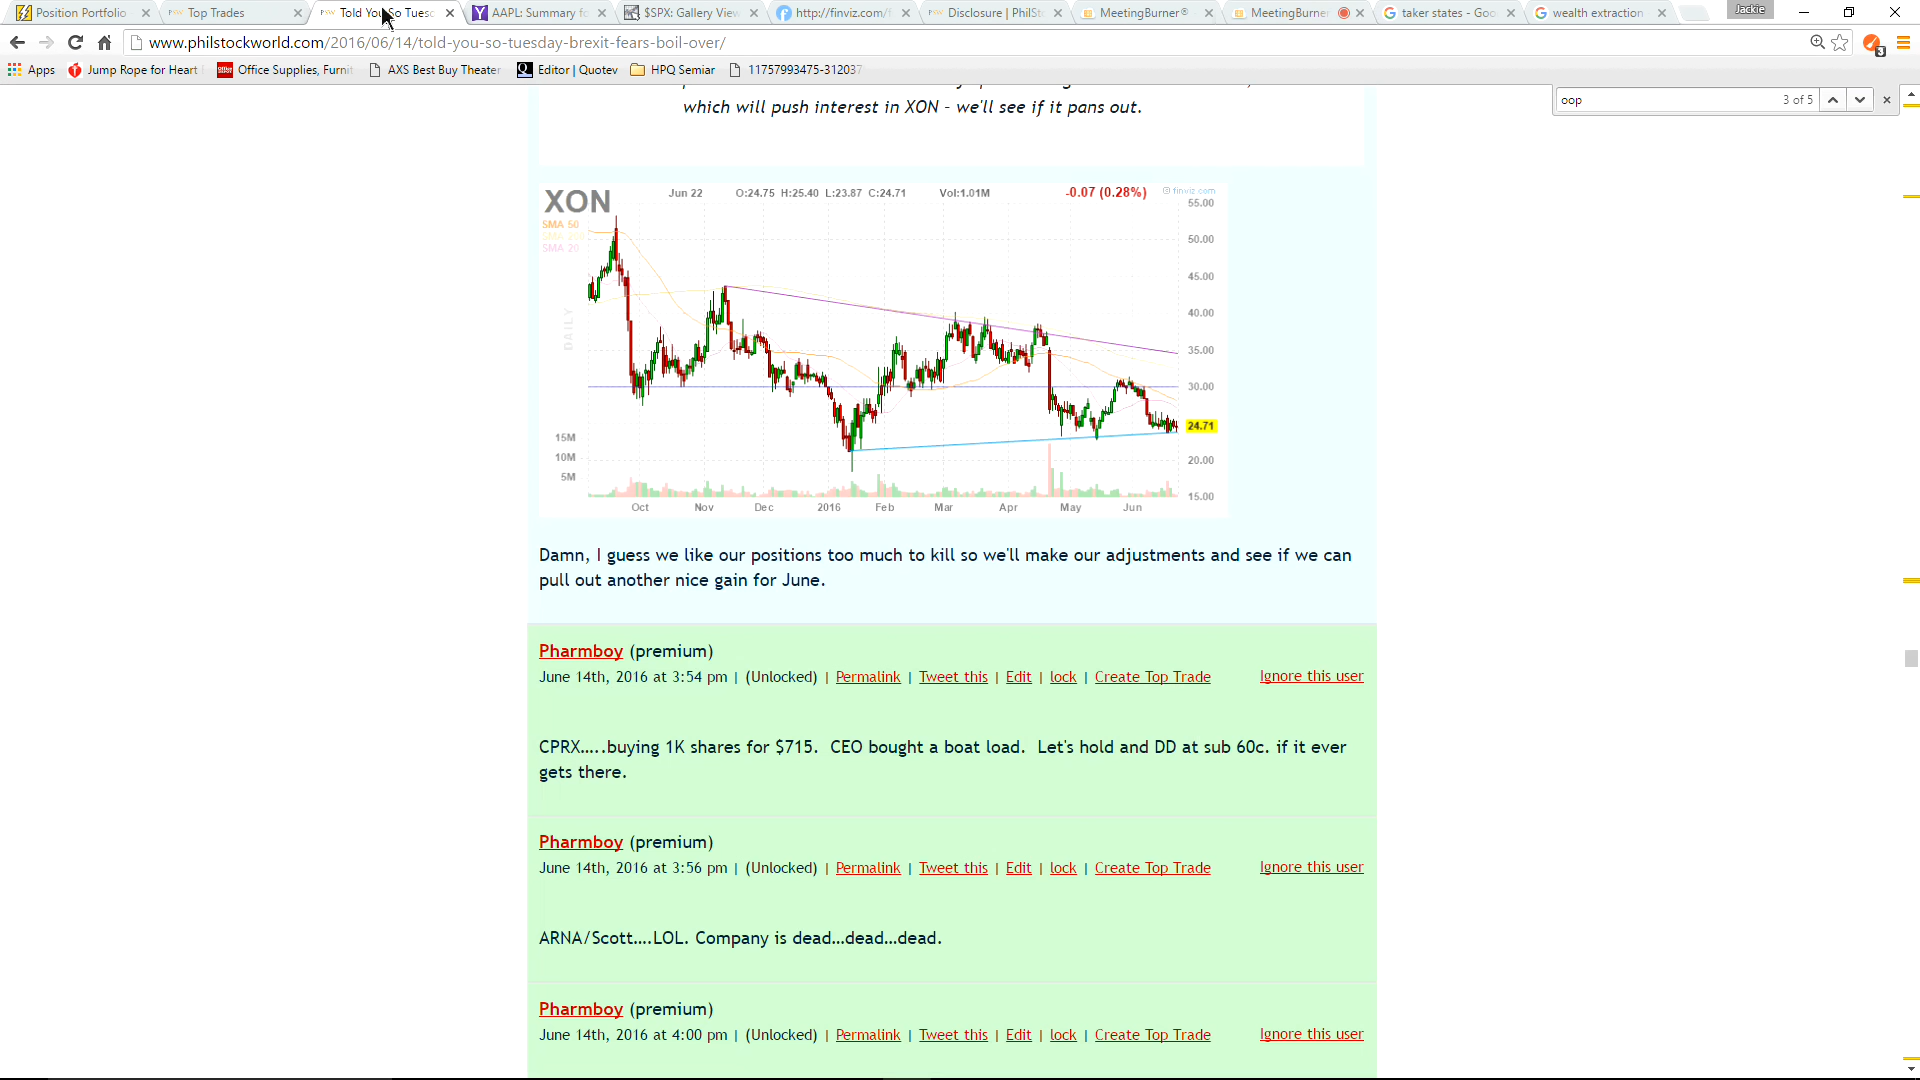 Position Portfolio
Top Trades
Told You So Tuesd
AAPL: Summary fo
$SPX: Gallery View
http://finviz.com/
Disclosure | PhilSt
MeetingBurner®
MeetingBurner
taker states - Goo
wealth extraction
Jackie
www.philstockworld.com/2016/06/14/told-you-so-tuesday-brexit-fears-boil-over/
3
Apps
Jump Rope for Heart
Office Supplies, Furnit
AXS Best Buy Theater
Editor | Quotev
HPQ Semiar
11757993475-312037
oop
3 of 5
which will push interest in XON - we'll see if it pans out.
XON
Jun 22
O:24.75 H:25.40 L:23.87 C:24.71
Vol:1.01M
-0.07 (0.28%)
© finviz.com
SMA 50
SMA 200
SMA 20
DAILY
55.00
50.00
45.00
40.00
35.00
30.00
24.71
20.00
15.00
15M
10M
5M
Oct
Nov
Dec
2016
Feb
Mar
Apr
May
Jun
Damn, I guess we like our positions too much to kill so we'll make our adjustments and see if we can
pull out another nice gain for June.
Pharmboy (premium)
June 14th, 2016 at 3:54 pm | (Unlocked) | Permalink | Tweet this | Edit | lock | Create Top Trade
Ignore this user
CPRX.....buying 1K shares for $715. CEO bought a boat load. Let's hold and DD at sub 60c. if it ever
gets there.
Pharmboy (premium)
June 14th, 2016 at 3:56 pm | (Unlocked) | Permalink | Tweet this | Edit | lock | Create Top Trade
Ignore this user
ARNA/Scott....LOL. Company is dead...dead...dead.
Pharmboy (premium)
June 14th, 2016 at 4:00 pm | (Unlocked) | Permalink | Tweet this | Edit | lock | Create Top Trade
Ignore this user